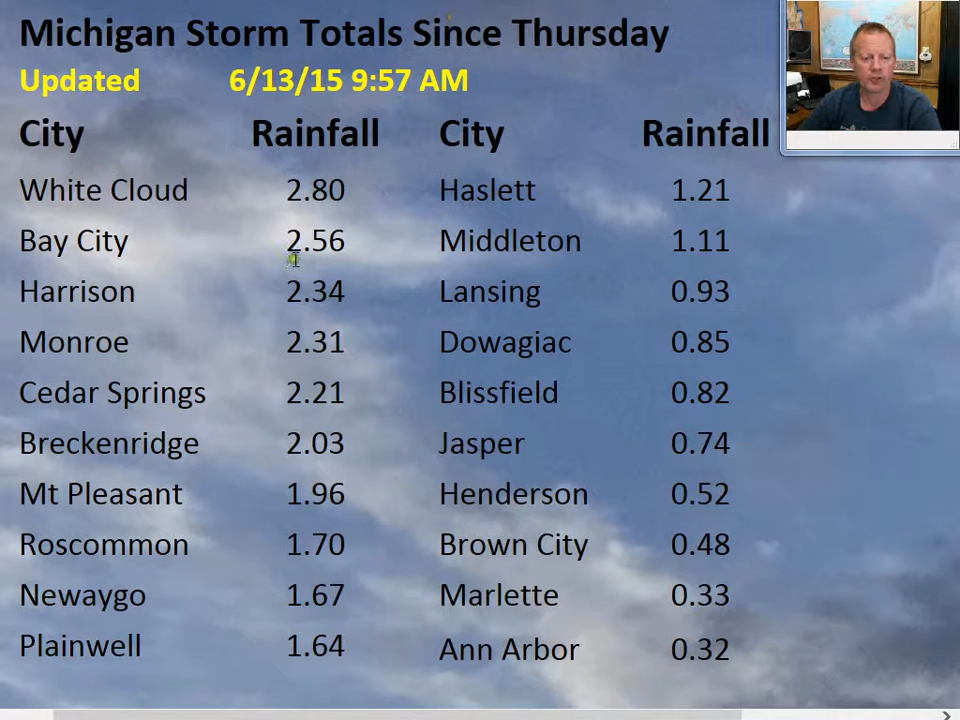 Michigan Storm Totals Since Thursday
Updated 6/13/15 9:57 AM
City Rainfall City Rainfall
White Cloud 2.80 Haslett 1.21
Bay City 2.56 Middleton 1.11
Harrison 2.34 Lansing 0.93
Monroe 2.31 Dowagiac 0.85
Cedar Springs 2.21 Blissfield 0.82
Breckenridge 2.03 Jasper 0.74
Mt Pleasant 1.96 Henderson 0.52
Roscommon 1.70 Brown City 0.48
Newaygo 1.67 Marlette 0.33
Plainwell 1.64 Ann Arbor 0.32